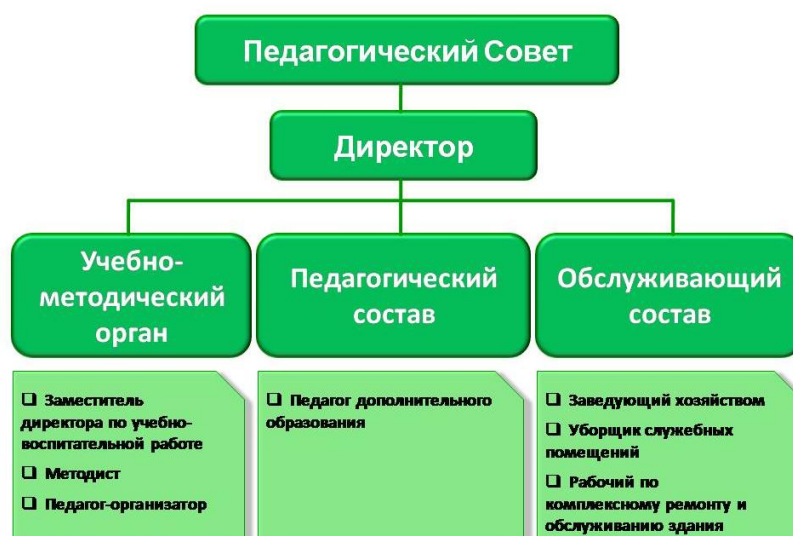 Педагогический Совет
Директор
Учебно-
методический
орган
Педагогический
состав
Обслуживающий
состав
❑ Заместитель
директора по учебно-
воспитательной работе
❑ Методист
❑ Педагог-организатор
❑ Педагог дополнительного
образования
❑ Заведующий хозяйством
❑ Уборщик служебных
помещений
❑ Рабочий по
комплексному ремонту и
обслуживанию здания